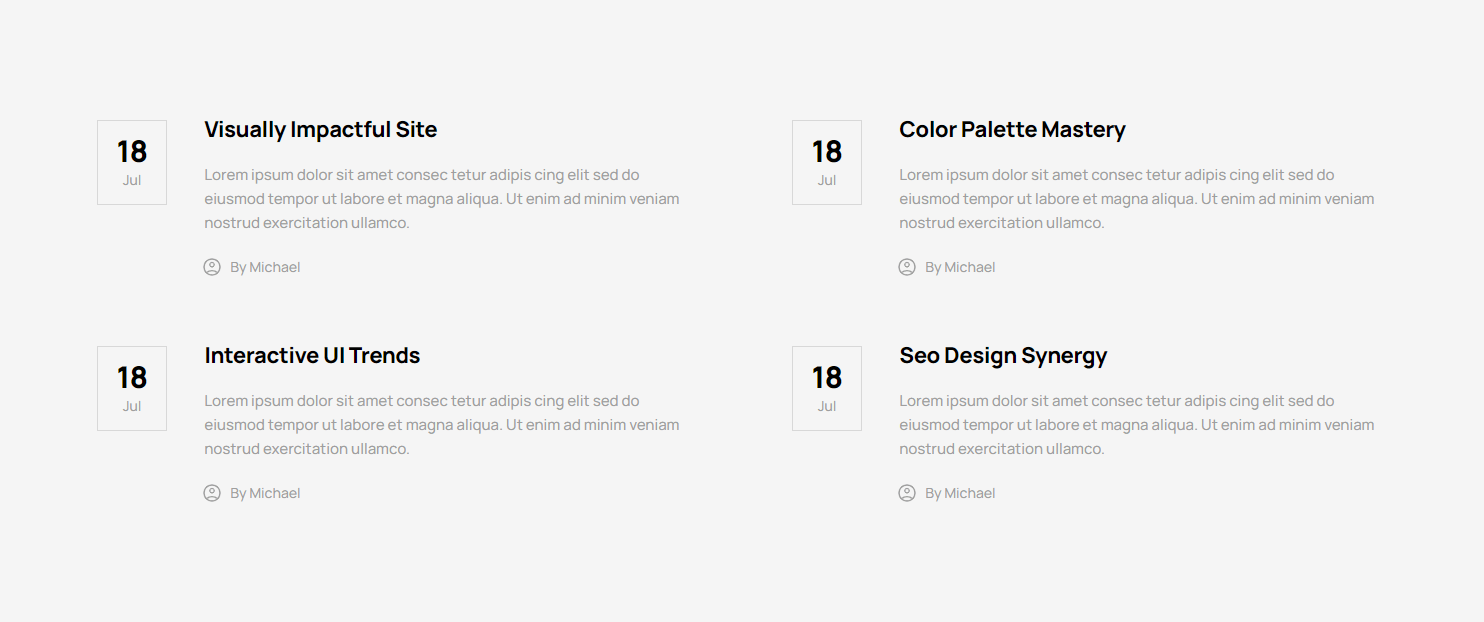 18
Jul
Visually Impactful Site
Lorem ipsum dolor sit amet consec tetur adipis cing elit sed do
eiusmod tempor ut labore et magna aliqua. Ut enim ad minim veniam
nostrud exercitation ullamco.
By Michael
18
Jul
Color Palette Mastery
Lorem ipsum dolor sit amet consec tetur adipis cing elit sed do
eiusmod tempor ut labore et magna aliqua. Ut enim ad minim veniam
nostrud exercitation ullamco.
By Michael
18
Jul
Interactive UI Trends
Lorem ipsum dolor sit amet consec tetur adipis cing elit sed do
eiusmod tempor ut labore et magna aliqua. Ut enim ad minim veniam
nostrud exercitation ullamco.
By Michael
18
Jul
Seo Design Synergy
Lorem ipsum dolor sit amet consec tetur adipis cing elit sed do
eiusmod tempor ut labore et magna aliqua. Ut enim ad minim veniam
nostrud exercitation ullamco.
By Michael